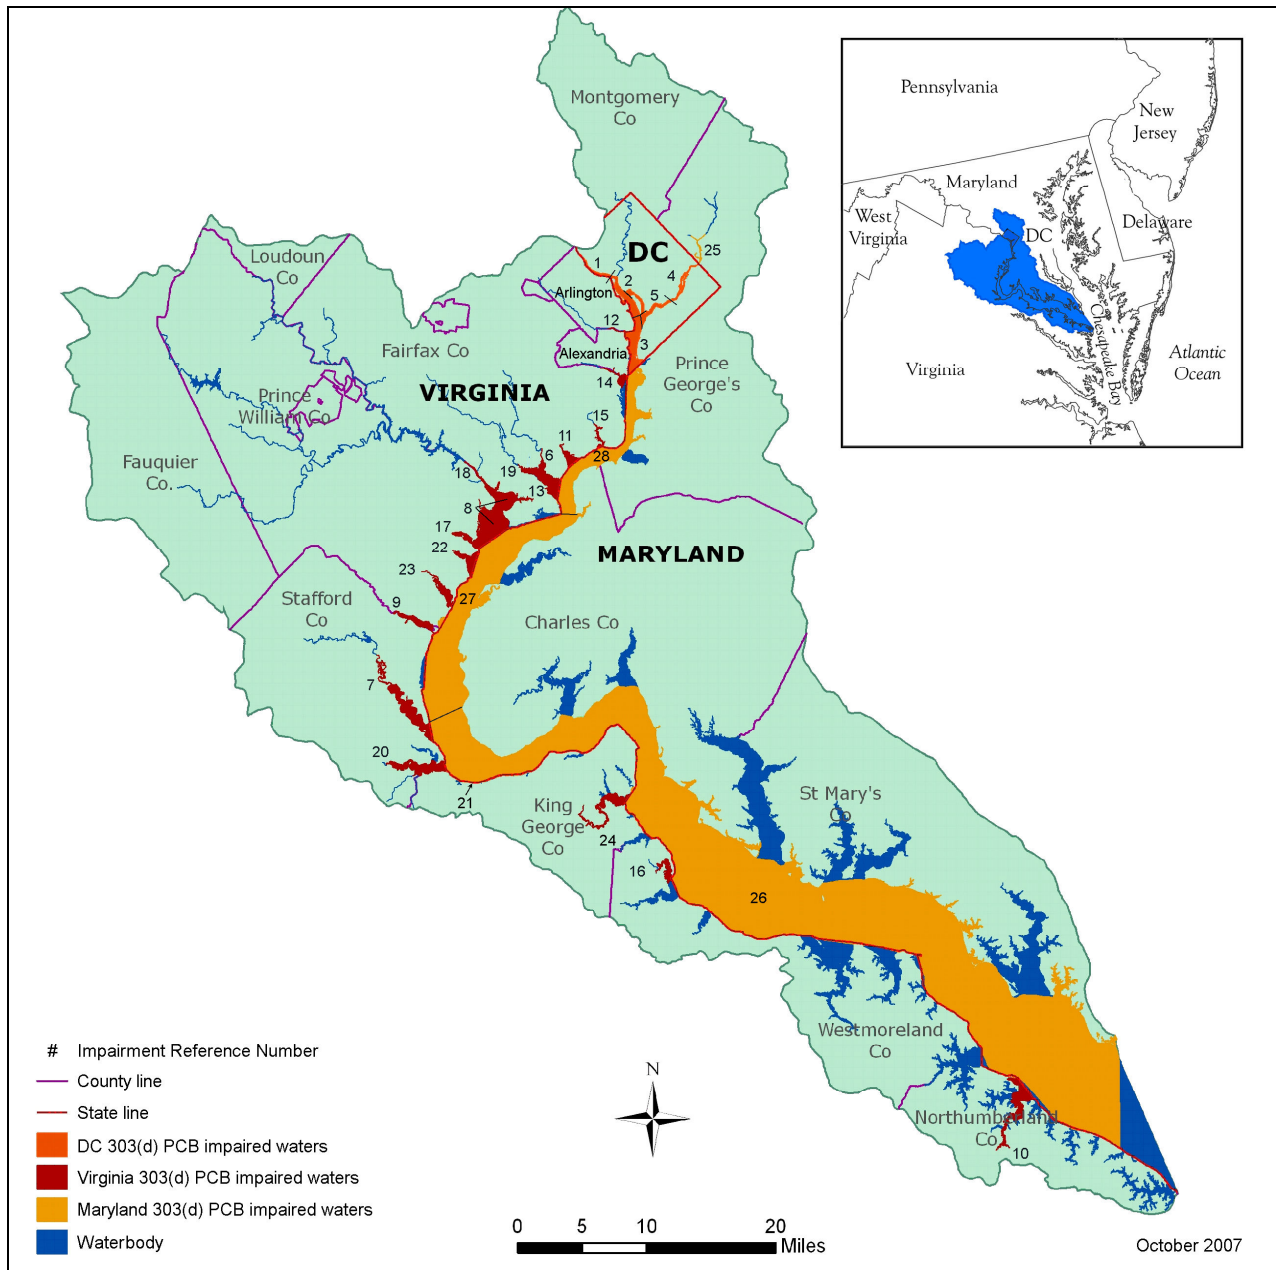 Montgomery
Co
Pennsylvania
New
Jersey
Maryland
West
Virginia
DC
Delaware
Chesapeake Bay
Virginia
Atlantic
Ocean
Loudoun
Co
DC
25
1
4
2
5
Arlington
12
3
Fairfax Co
Alexandria
Prince
George's
Co
14
VIRGINIA
Prince
William Co
15
11
28
Fauquier
Co.
6
19
18
13
8
17
22
MARYLAND
23
27
Stafford
Co
9
Charles Co
7
20
21
King
George
Co
St Mary's
Co
24
16
26
Westmoreland
Co
Northumberland
Co
10
# Impairment Reference Number
County line
State line
DC 303(d) PCB impaired waters
Virginia 303(d) PCB impaired waters
Maryland 303(d) PCB impaired waters
Waterbody
N
0 5 10 20
Miles
October 2007